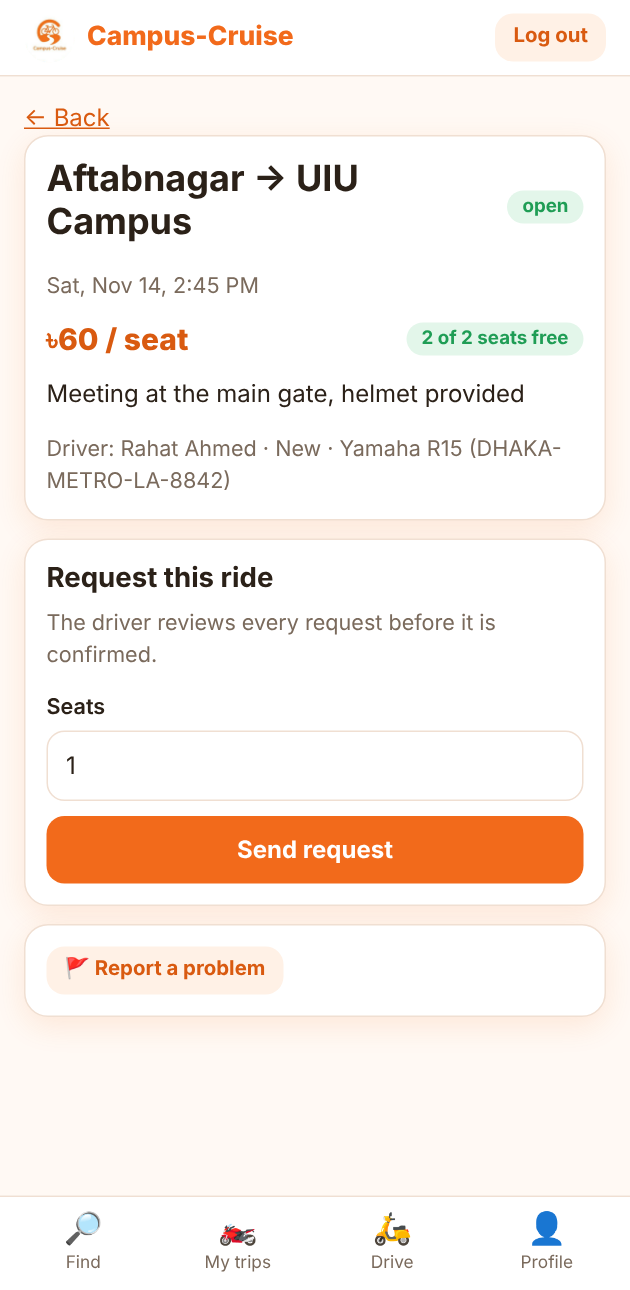 Campus-Cruise
Campus-Cruise
Log out
← Back
Aftabnagar → UIU
Campus
open
Sat, Nov 14, 2:45 PM
৳60 / seat
2 of 2 seats free
Meeting at the main gate, helmet provided
Driver: Rahat Ahmed · New · Yamaha R15 (DHAKA-
METRO-LA-8842)
Request this ride
The driver reviews every request before it is
confirmed.
Seats
1
Send request
🚩 Report a problem
Find
My trips
Drive
Profile